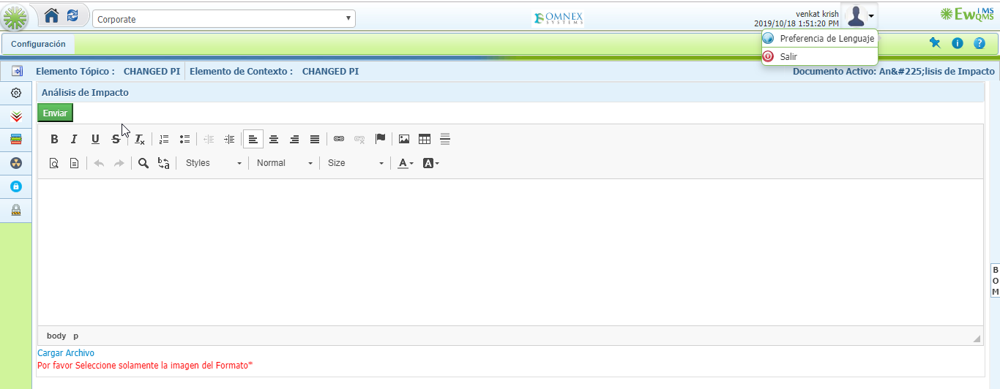 Corporate
OMNEX
SYSTEMS
venkat krish
2019/10/18 1:51:20 PM
EwQMS
IMS
Configuración
Preferencia de Lenguaje
Salir
Elemento Tópico : CHANGED PI Elemento de Contexto : CHANGED PI Documento Activo: An&#225;lisis de Impacto
Análisis de Impacto
Enviar
Styles Normal Size
body p
Cargar Archivo
Por favor Seleccione solamente la imagen del Formato*
B
O
M